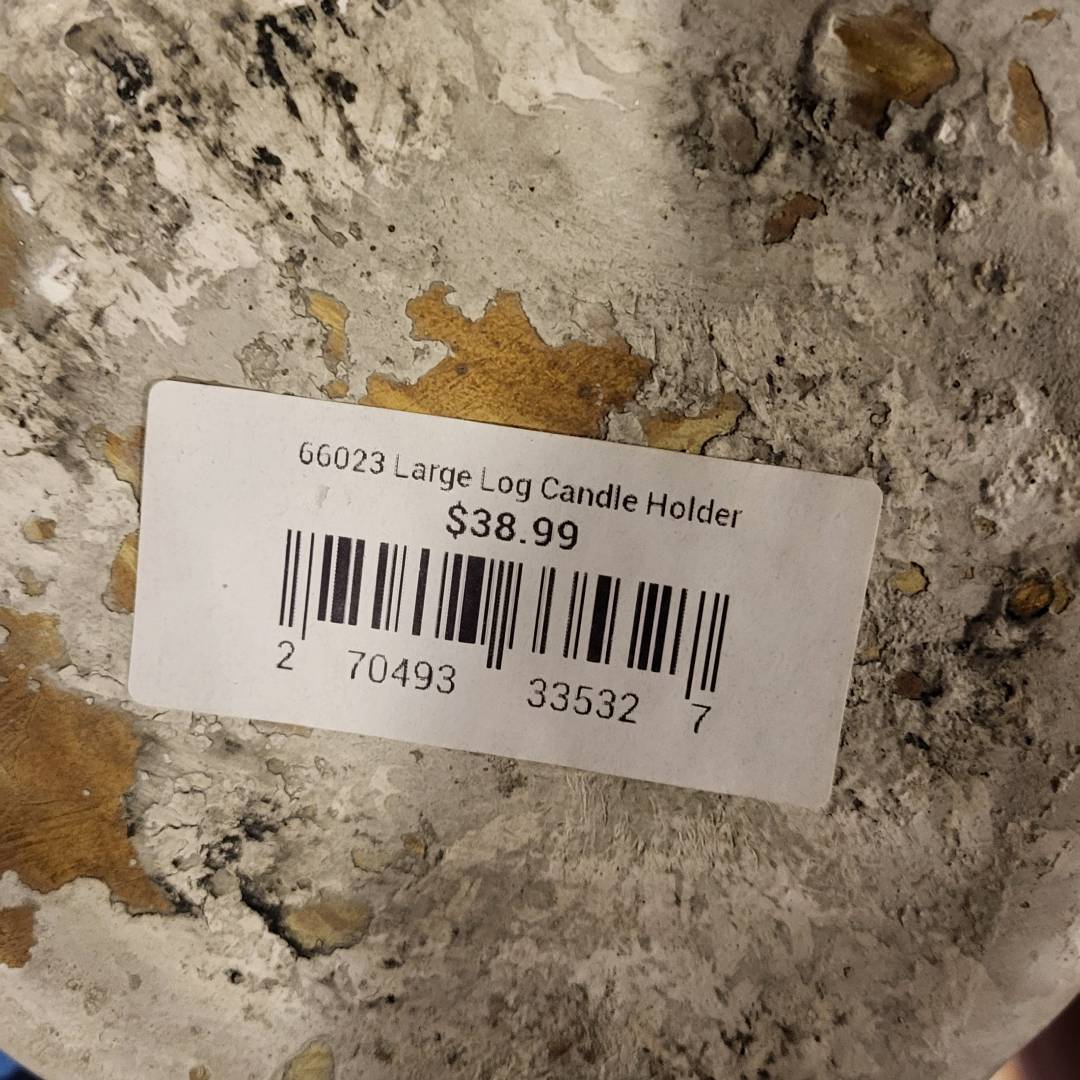 66023 Large Log Candle Holder
$38.99
2 70493 33532 7